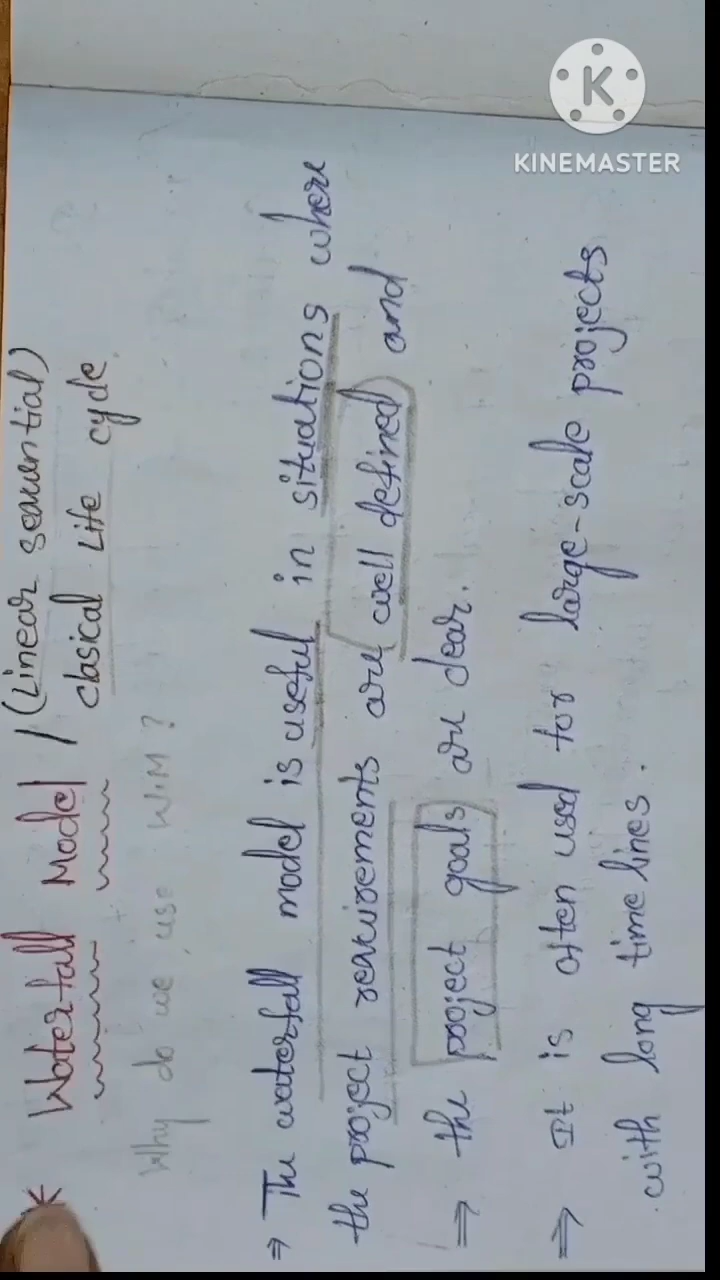 KINEMASTER
* Waterfall Model / (Linear sequential)
clasical Life cycle
Why do we use W.M?
⇒ The waterfall model is useful in situations where
the project requirements are well defined and
⇒ the project goals are clear.
⇒ It is often used for large-scale projects
with long time lines.